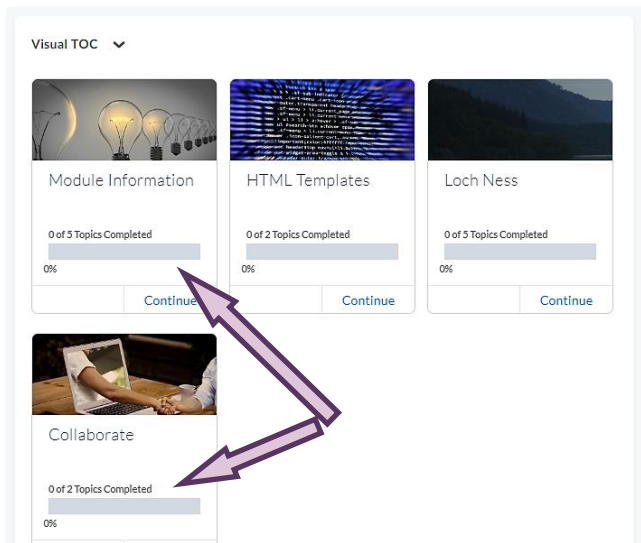 Visual TOC
Module Information
0 of 5 Topics Completed
0%
Continue
HTML Templates
0 of 2 Topics Completed
0%
Continue
Loch Ness
0 of 5 Topics Completed
0%
Continue
Collaborate
0 of 2 Topics Completed
0%